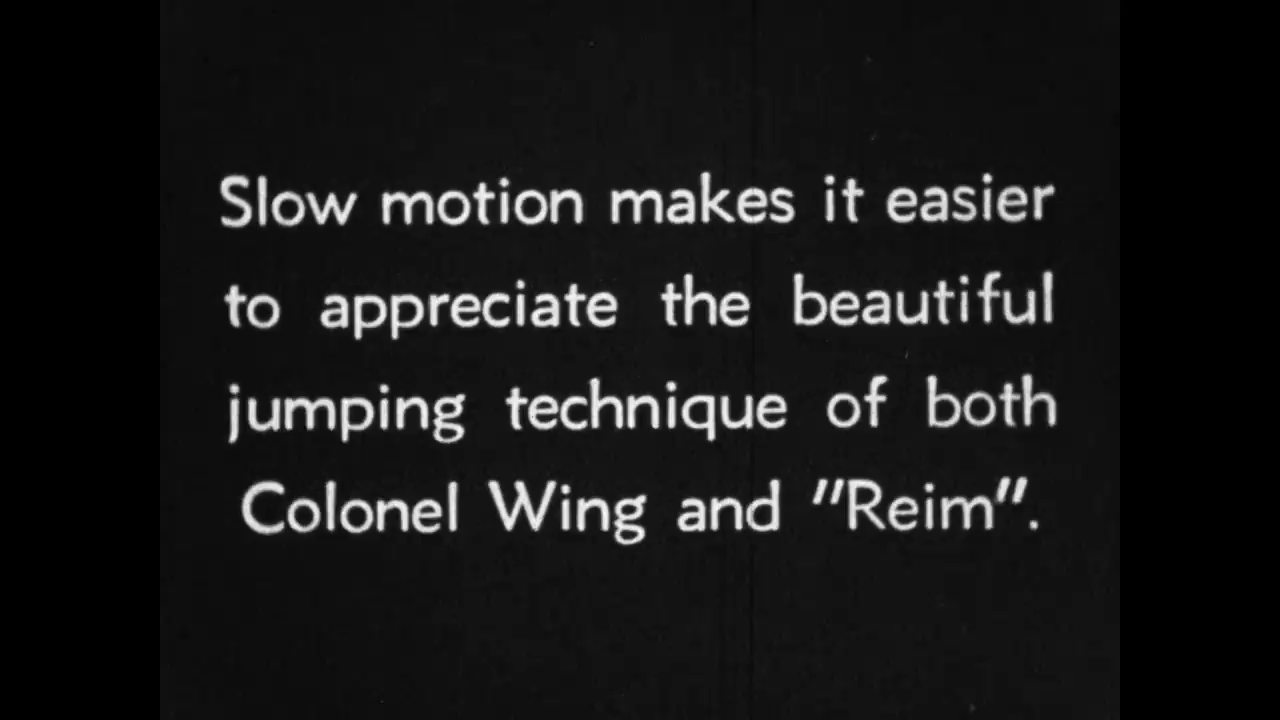 Slow motion makes it easier
to appreciate the beautiful
jumping technique of both
Colonel Wing and "Reim".